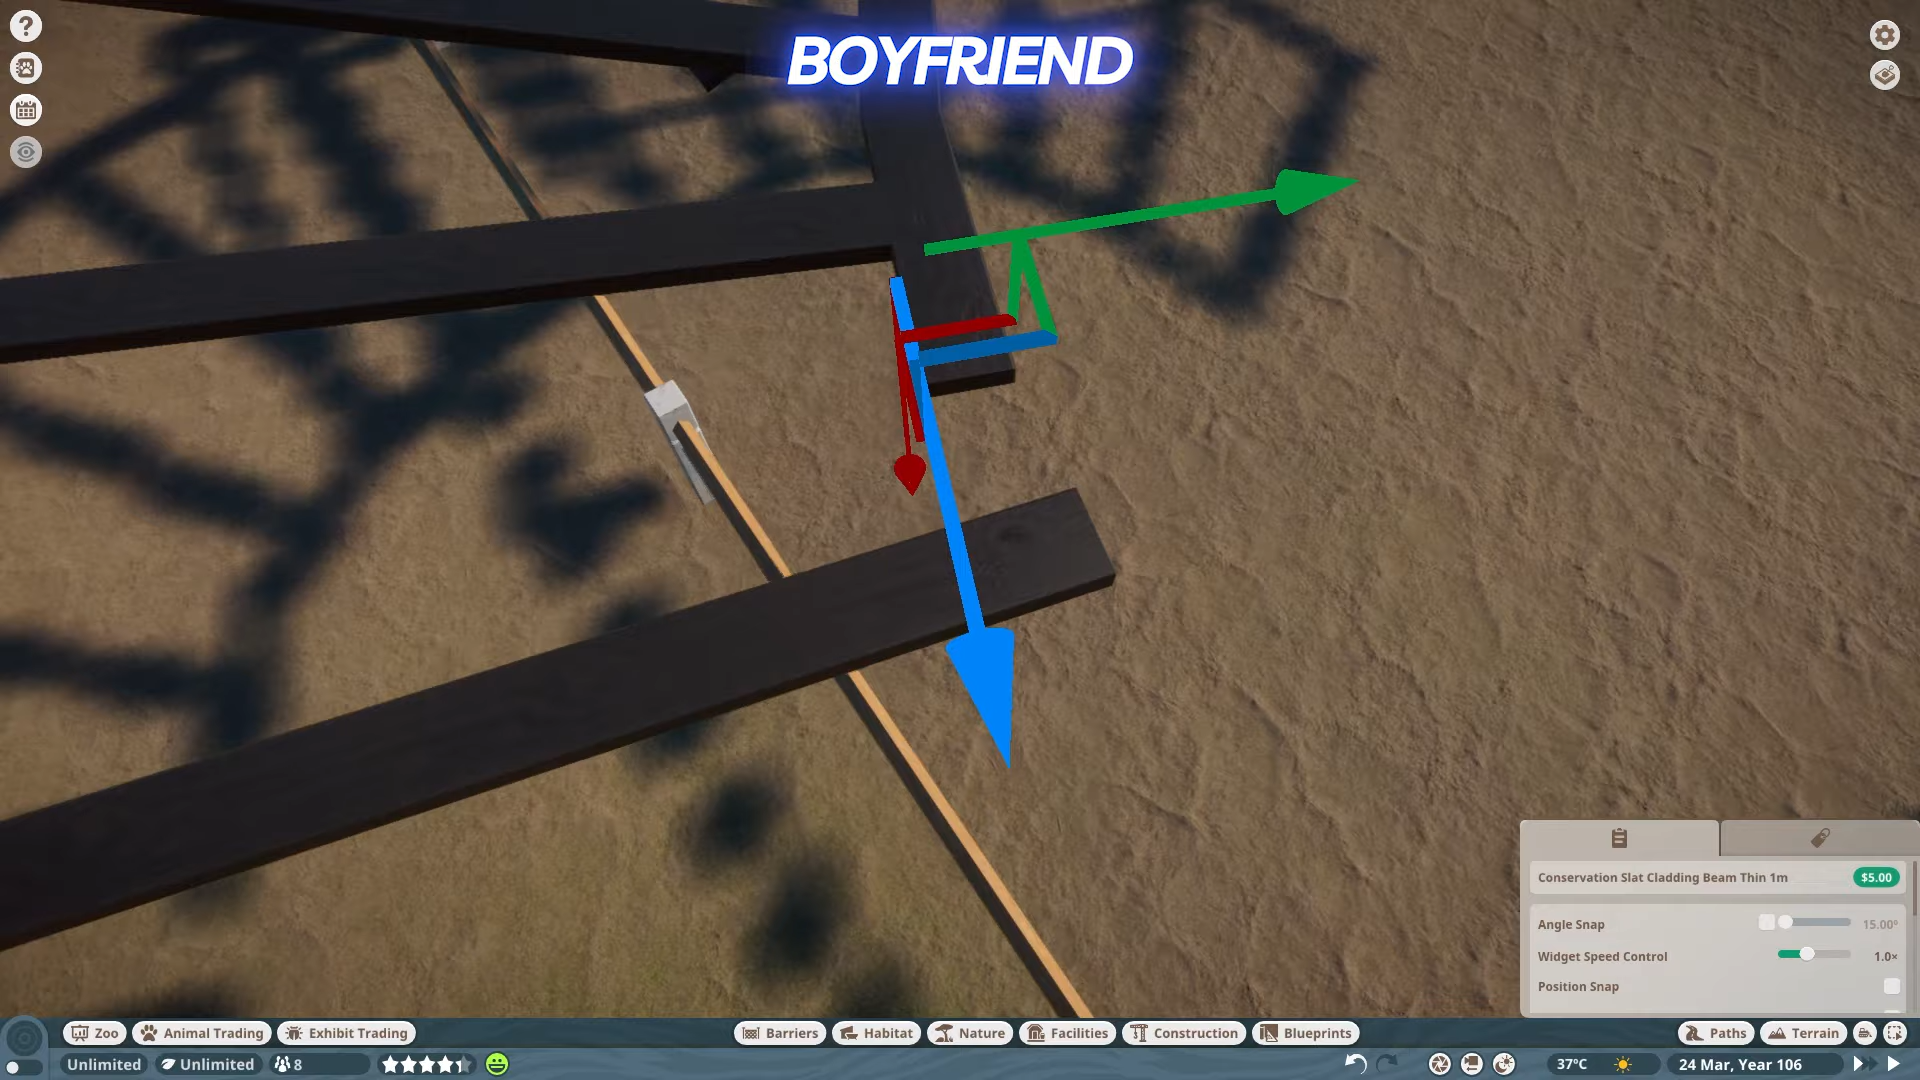 BOYFRIEND
Conservation Slat Cladding Beam Thin 1m $5.00
Angle Snap 15.00°
Widget Speed Control 1.0×
Position Snap
Zoo Animal Trading Exhibit Trading Barriers Habitat Nature Facilities Construction Blueprints Paths Terrain
Unlimited Unlimited 8 37°C 24 Mar, Year 106